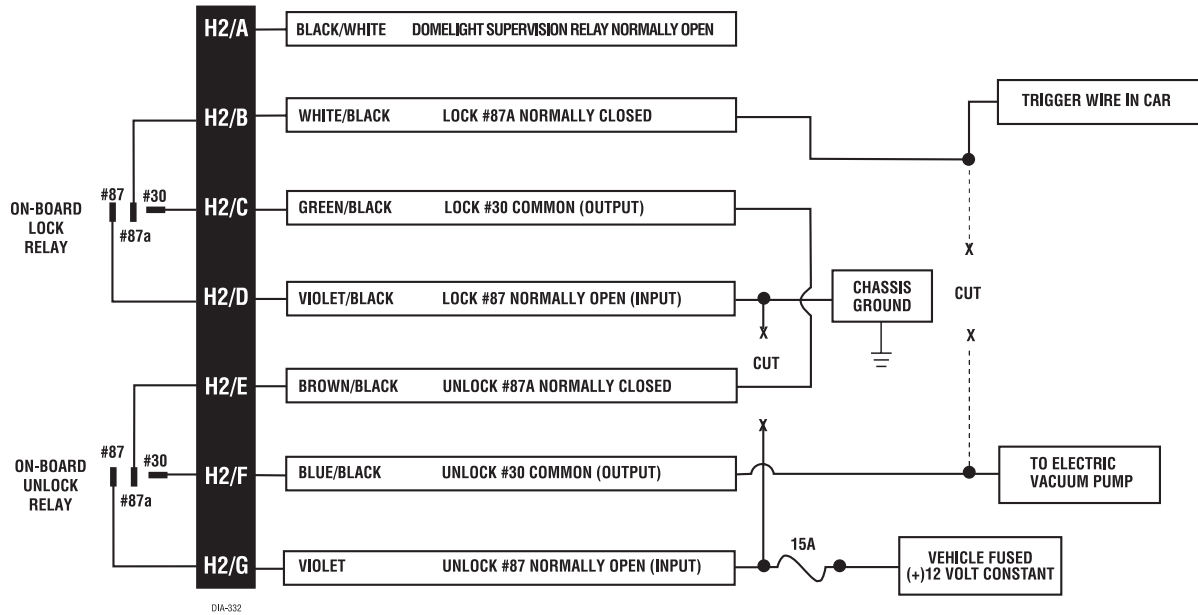 H2/A BLACK/WHITE DOMELIGHT SUPERVISION RELAY NORMALLY OPEN
H2/B WHITE/BLACK LOCK #87A NORMALLY CLOSED
TRIGGER WIRE IN CAR
ON-BOARD
LOCK
RELAY
#87
#30
#87a
H2/C GREEN/BLACK LOCK #30 COMMON (OUTPUT)
H2/D VIOLET/BLACK LOCK #87 NORMALLY OPEN (INPUT)
CHASSIS
GROUND
X
CUT
X
X
CUT
X
H2/E BROWN/BLACK UNLOCK #87A NORMALLY CLOSED
ON-BOARD
UNLOCK
RELAY
#87
#30
#87a
H2/F BLUE/BLACK UNLOCK #30 COMMON (OUTPUT)
TO ELECTRIC
VACUUM PUMP
H2/G VIOLET UNLOCK #87 NORMALLY OPEN (INPUT)
15A
VEHICLE FUSED
(+)12 VOLT CONSTANT
DIA-332